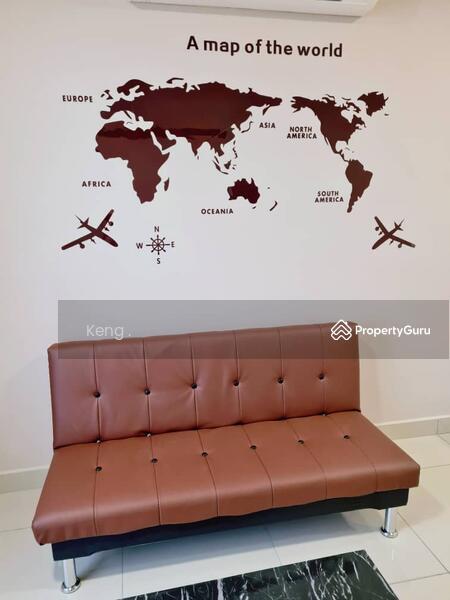 A map of the world
EUROPE
ASIA
NORTH
AMERICA
AFRICA
OCEANIA
SOUTH
AMERICA
N
W E
S
Keng .
PropertyGuru